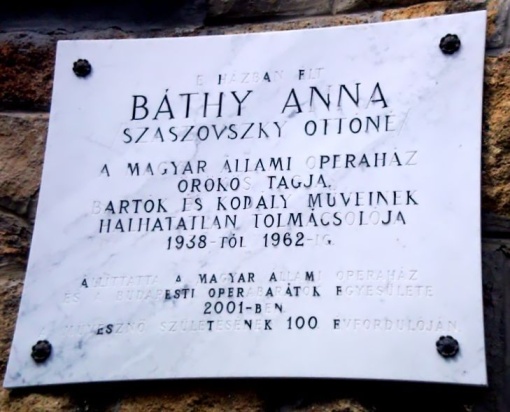 E HÁZBAN ÉLT
BÁTHY ANNA
SZASZOVSZKY OTTÓNÉ
A MAGYAR ÁLLAMI OPERAHÁZ
ÖRÖKÖS TAGJA,
BARTÓK ÉS KODÁLY MŰVEINEK
HALHATATLAN TOLMÁCSOLÓJA
1938-TÓL 1962-IG.
ÁLLÍTTATTA A MAGYAR ÁLLAMI OPERAHÁZ
ÉS A BUDAPESTI OPERABARÁTOK EGYESÜLETE
2001-BEN
A MŰVÉSZNŐ SZÜLETÉSÉNEK 100 ÉVFORDULÓJÁN